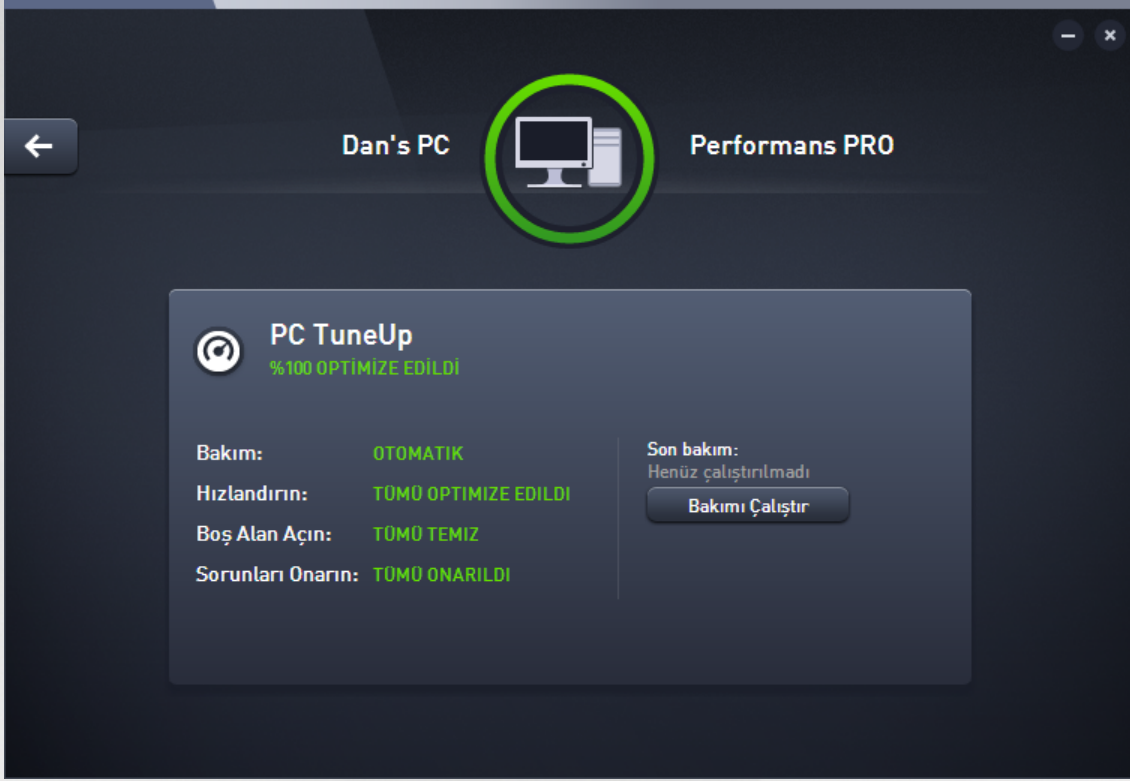 Dan's PC
Performans PRO
PC TuneUp
%100 OPTİMİZE EDİLDİ
Bakım: OTOMATIK
Hızlandırın: TÜMÜ OPTIMIZE EDILDI
Boş Alan Açın: TÜMÜ TEMIZ
Sorunları Onarın: TÜMÜ ONARILDI
Son bakım:
Henüz çalıştırılmadı
Bakımı Çalıştır